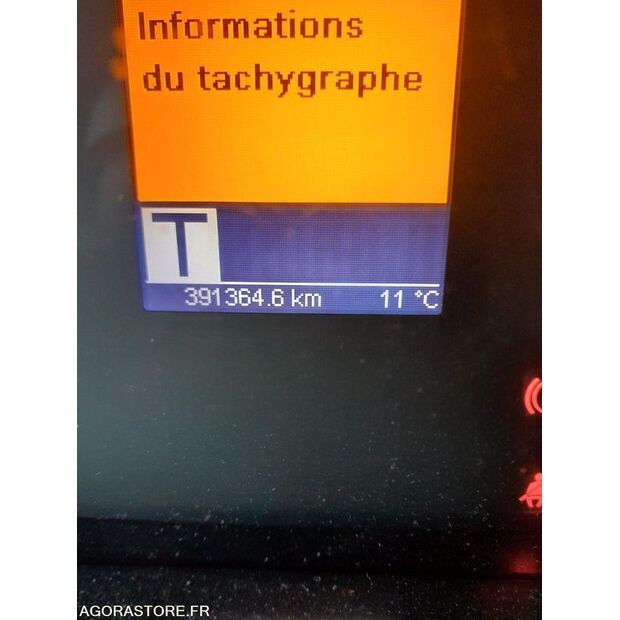 Informations
du tachygraphe
T
391364.6 km 11 °C
AGORASTORE.FR